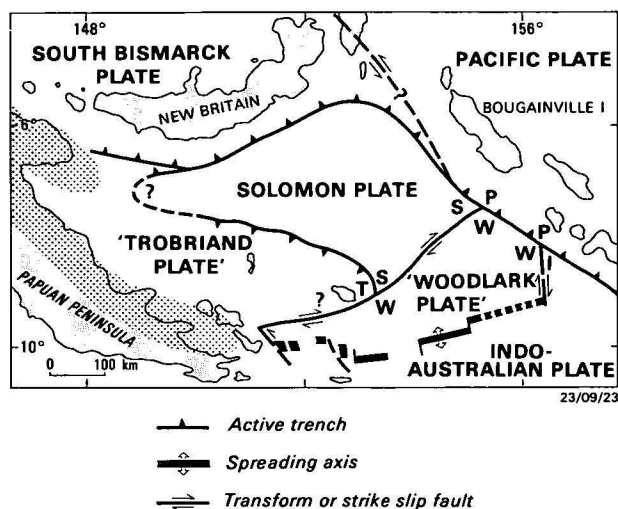 148°
156°
SOUTH BISMARCK
PLATE
PACIFIC PLATE
NEW BRITAIN
BOUGAINVILLE I
6°
?
SOLOMON PLATE
S
P
W
P
W
'TROBRIAND
PLATE'
T
S
W
'WOODLARK
PLATE'
?
PAPUAN PENINSULA
10°
0 100 km
INDO-
AUSTRALIAN PLATE
23/09/23
Active trench
Spreading axis
Transform or strike slip fault